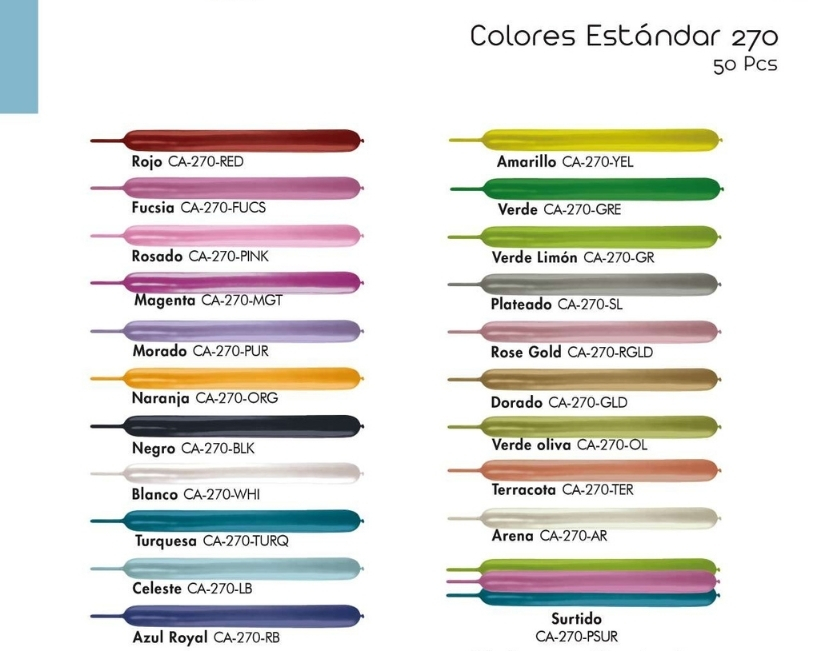 Colores Estándar 270
50 Pcs
Rojo CA-270-RED
Fucsia CA-270-FUCS
Rosado CA-270-PINK
Magenta CA-270-MGT
Morado CA-270-PUR
Naranja CA-270-ORG
Negro CA-270-BLK
Blanco CA-270-WHI
Turquesa CA-270-TURQ
Celeste CA-270-LB
Azul Royal CA-270-RB
Amarillo CA-270-YEL
Verde CA-270-GRE
Verde Limón CA-270-GR
Plateado CA-270-SL
Rose Gold CA-270-RGLD
Dorado CA-270-GLD
Verde oliva CA-270-OL
Terracota CA-270-TER
Arena CA-270-AR
Surtido
CA-270-PSUR